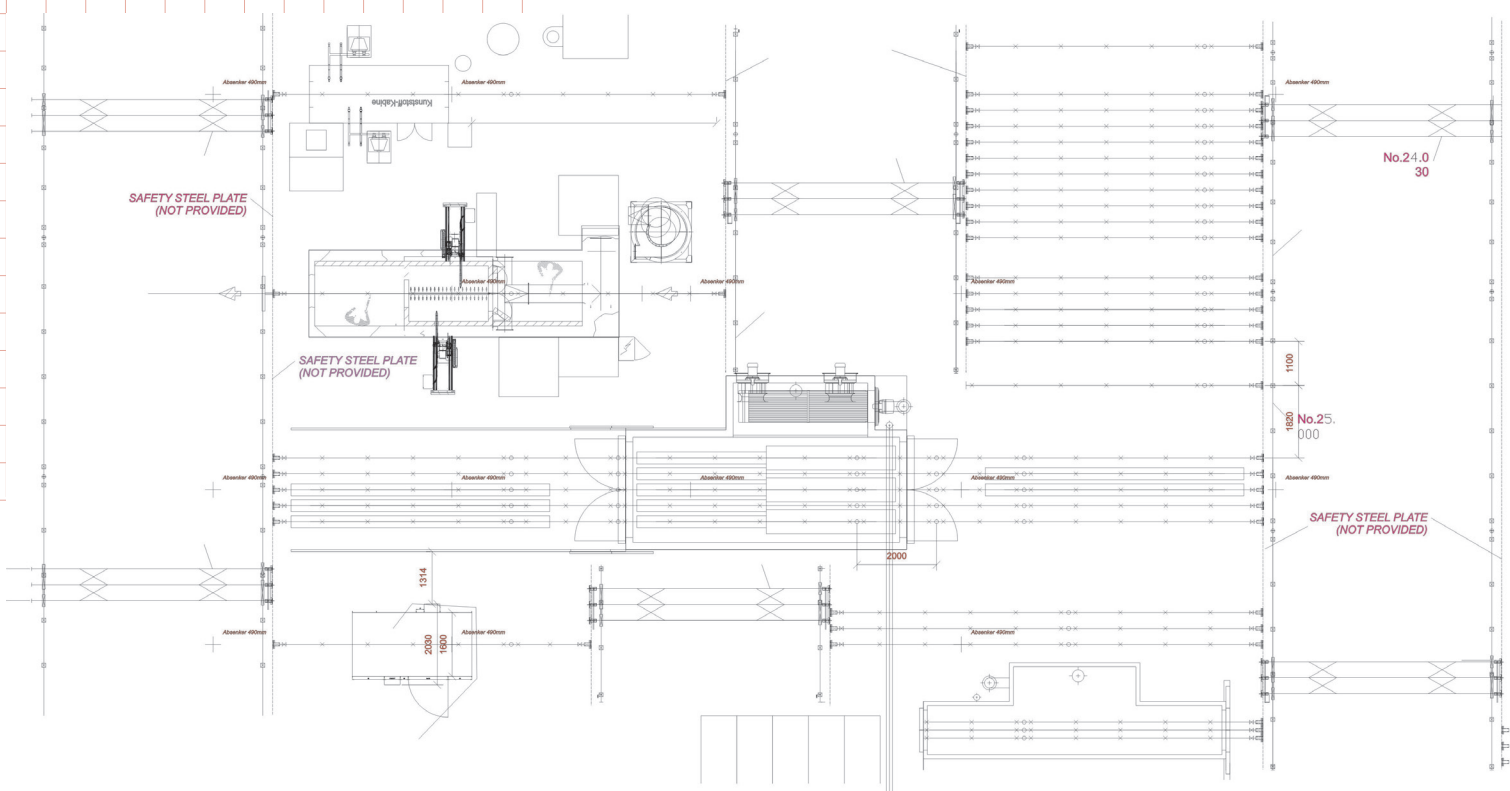 Absenker 490mm
Absenker 490mm
Absenker 490mm
Kunststoff-Kabine
No.24.0
30
SAFETY STEEL PLATE
(NOT PROVIDED)
Absenker 490mm
Absenker 490mm
Absenker 490mm
SAFETY STEEL PLATE
(NOT PROVIDED)
1100
1820
No.25.
000
Absenker 490mm
Absenker 490mm
Absenker 490mm
Absenker 490mm
Absenker 490mm
SAFETY STEEL PLATE
(NOT PROVIDED)
2000
1314
2030
1600
Absenker 490mm
Absenker 490mm
Absenker 490mm